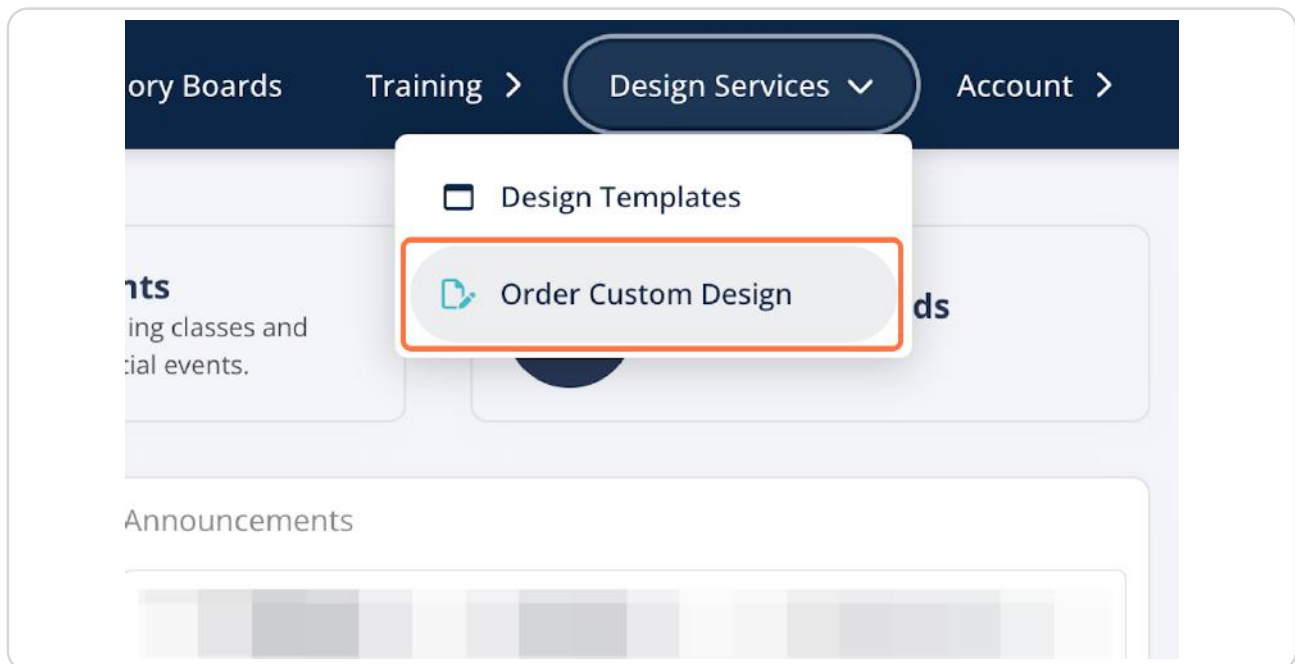 ory Boards Training Design Services Account
Design Templates
Order Custom Design
nts
ing classes and
cial events.
ds
Announcements